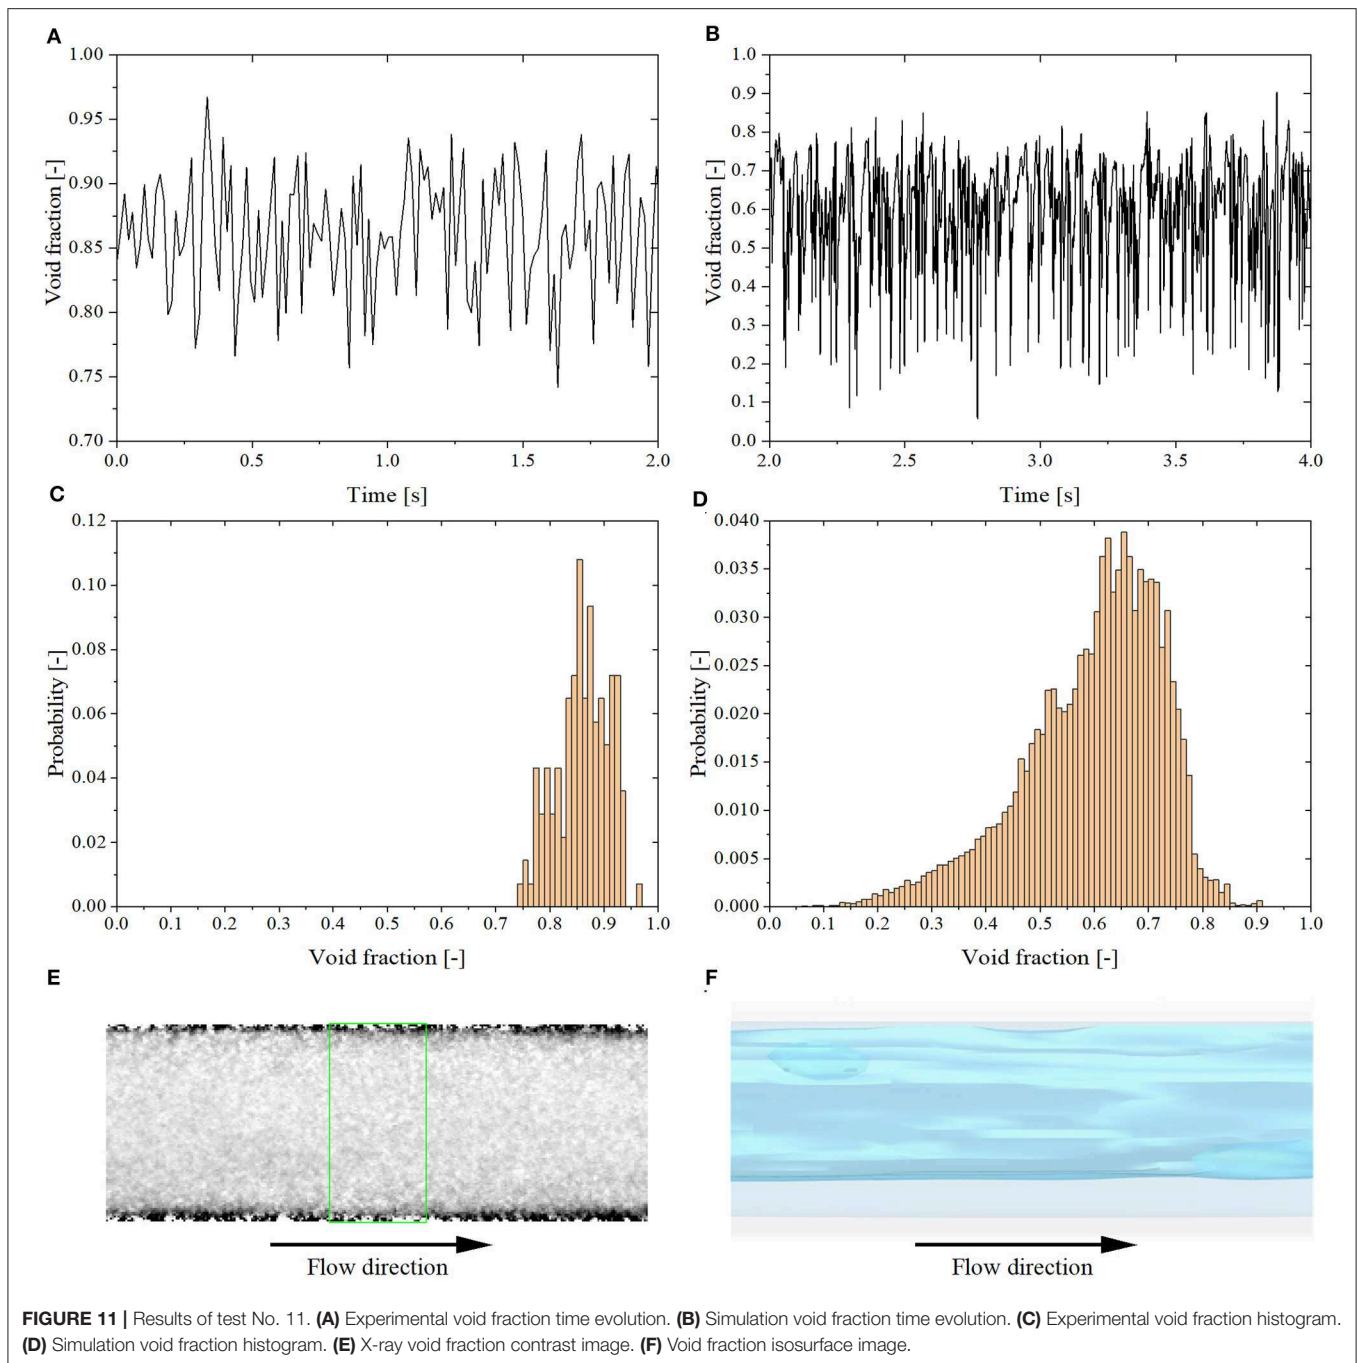 A
1.00
0.95
0.90
0.85
0.80
0.75
0.70
Void fraction [-]
0.0 0.5 1.0 1.5 2.0
Time [s]
B
1.0
0.9
0.8
0.7
0.6
0.5
0.4
0.3
0.2
0.1
0.0
Void fraction [-]
2.0 2.5 3.0 3.5 4.0
Time [s]
C
0.12
0.10
0.08
0.06
0.04
0.02
0.00
Probability [-]
0.0 0.1 0.2 0.3 0.4 0.5 0.6 0.7 0.8 0.9 1.0
Void fraction [-]
D
0.040
0.035
0.030
0.025
0.020
0.015
0.010
0.005
0.000
Probability [-]
0.0 0.1 0.2 0.3 0.4 0.5 0.6 0.7 0.8 0.9 1.0
Void fraction [-]
E
Flow direction
F
Flow direction
FIGURE 11 | Results of test No. 11. (A) Experimental void fraction time evolution. (B) Simulation void fraction time evolution. (C) Experimental void fraction histogram.
(D) Simulation void fraction histogram. (E) X-ray void fraction contrast image. (F) Void fraction isosurface image.